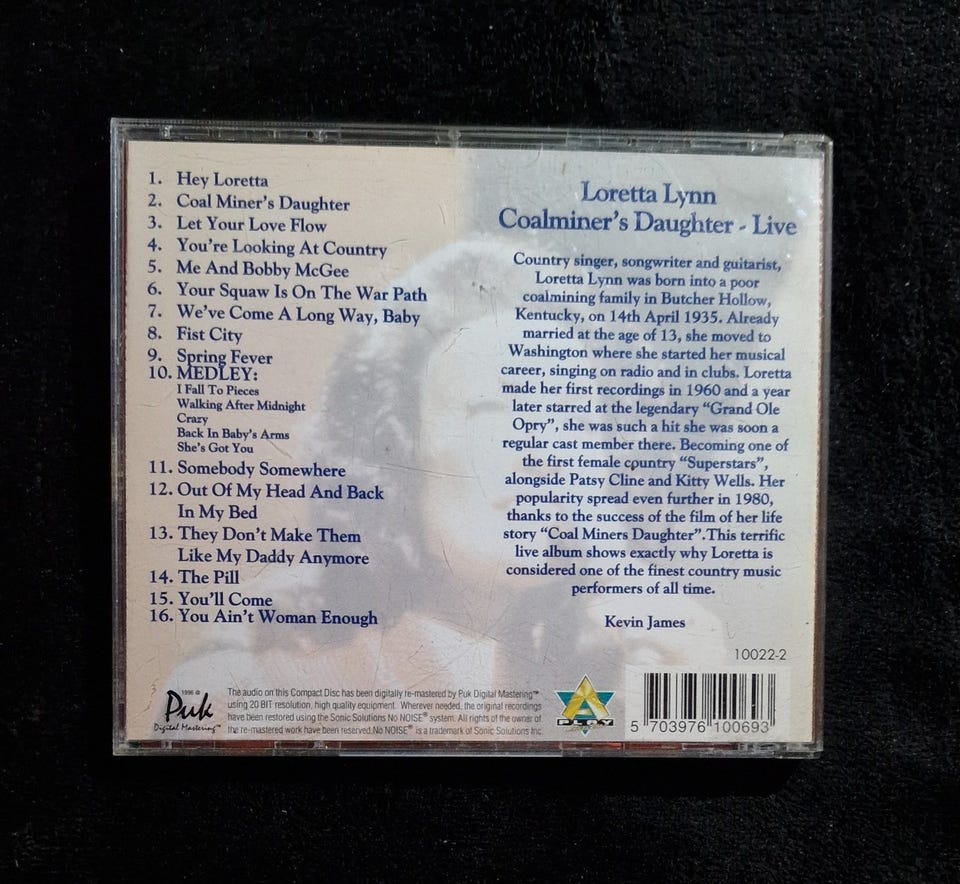 1. Hey Loretta
2. Coal Miner's Daughter
3. Let Your Love Flow
4. You're Looking At Country
5. Me And Bobby McGee
6. Your Squaw Is On The War Path
7. We've Come A Long Way, Baby
8. Fist City
9. Spring Fever
10. MEDLEY:
I Fall To Pieces
Walking After Midnight
Crazy
Back In Baby's Arms
She's Got You
11. Somebody Somewhere
12. Out Of My Head And Back
In My Bed
13. They Don't Make Them
Like My Daddy Anymore
14. The Pill
15. You'll Come
16. You Ain't Woman Enough
Loretta Lynn
Coalminer's Daughter - Live
Country singer, songwriter and guitarist,
Loretta Lynn was born into a poor
coalmining family in Butcher Hollow,
Kentucky, on 14th April 1935. Already
married at the age of 13, she moved to
Washington where she started her musical
career, singing on radio and in clubs. Loretta
made her first recordings in 1960 and a year
later starred at the legendary "Grand Ole
Opry", she was such a hit she was soon a
regular cast member there. Becoming one of
the first female country "Superstars",
alongside Patsy Cline and Kitty Wells. Her
popularity spread even further in 1980,
thanks to the success of the film of her life
story "Coal Miners Daughter".This terrific
live album shows exactly why Loretta is
considered one of the finest country music
performers of all time.
Kevin James
10022-2
1996
Puk
Digital Mastering™
The audio on this Compact Disc has been digitally re-mastered by Puk Digital Mastering™
using 20 BIT resolution, high quality equipment. Wherever needed, the original recordings
have been restored using the Sonic Solutions No NOISE® system. All rights of the owner of
the re-mastered work have been reserved.No NOISE® is a trademark of Sonic Solutions Inc.
PLAY
5 703976 100693